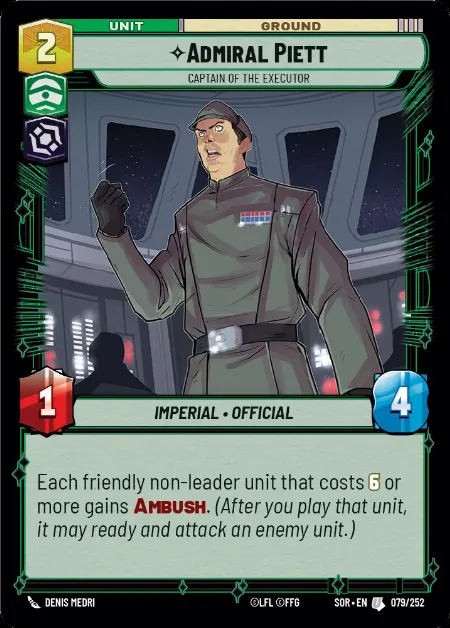 UNIT
GROUND
2
ADMIRAL PIETT
CAPTAIN OF THE EXECUTOR
1
IMPERIAL • OFFICIAL
4
Each friendly non-leader unit that costs 6 or
more gains AMBUSH. (After you play that unit,
it may ready and attack an enemy unit.)
DENIS MEDRI
©LFL ©FFG
SOR • EN
U
079/252